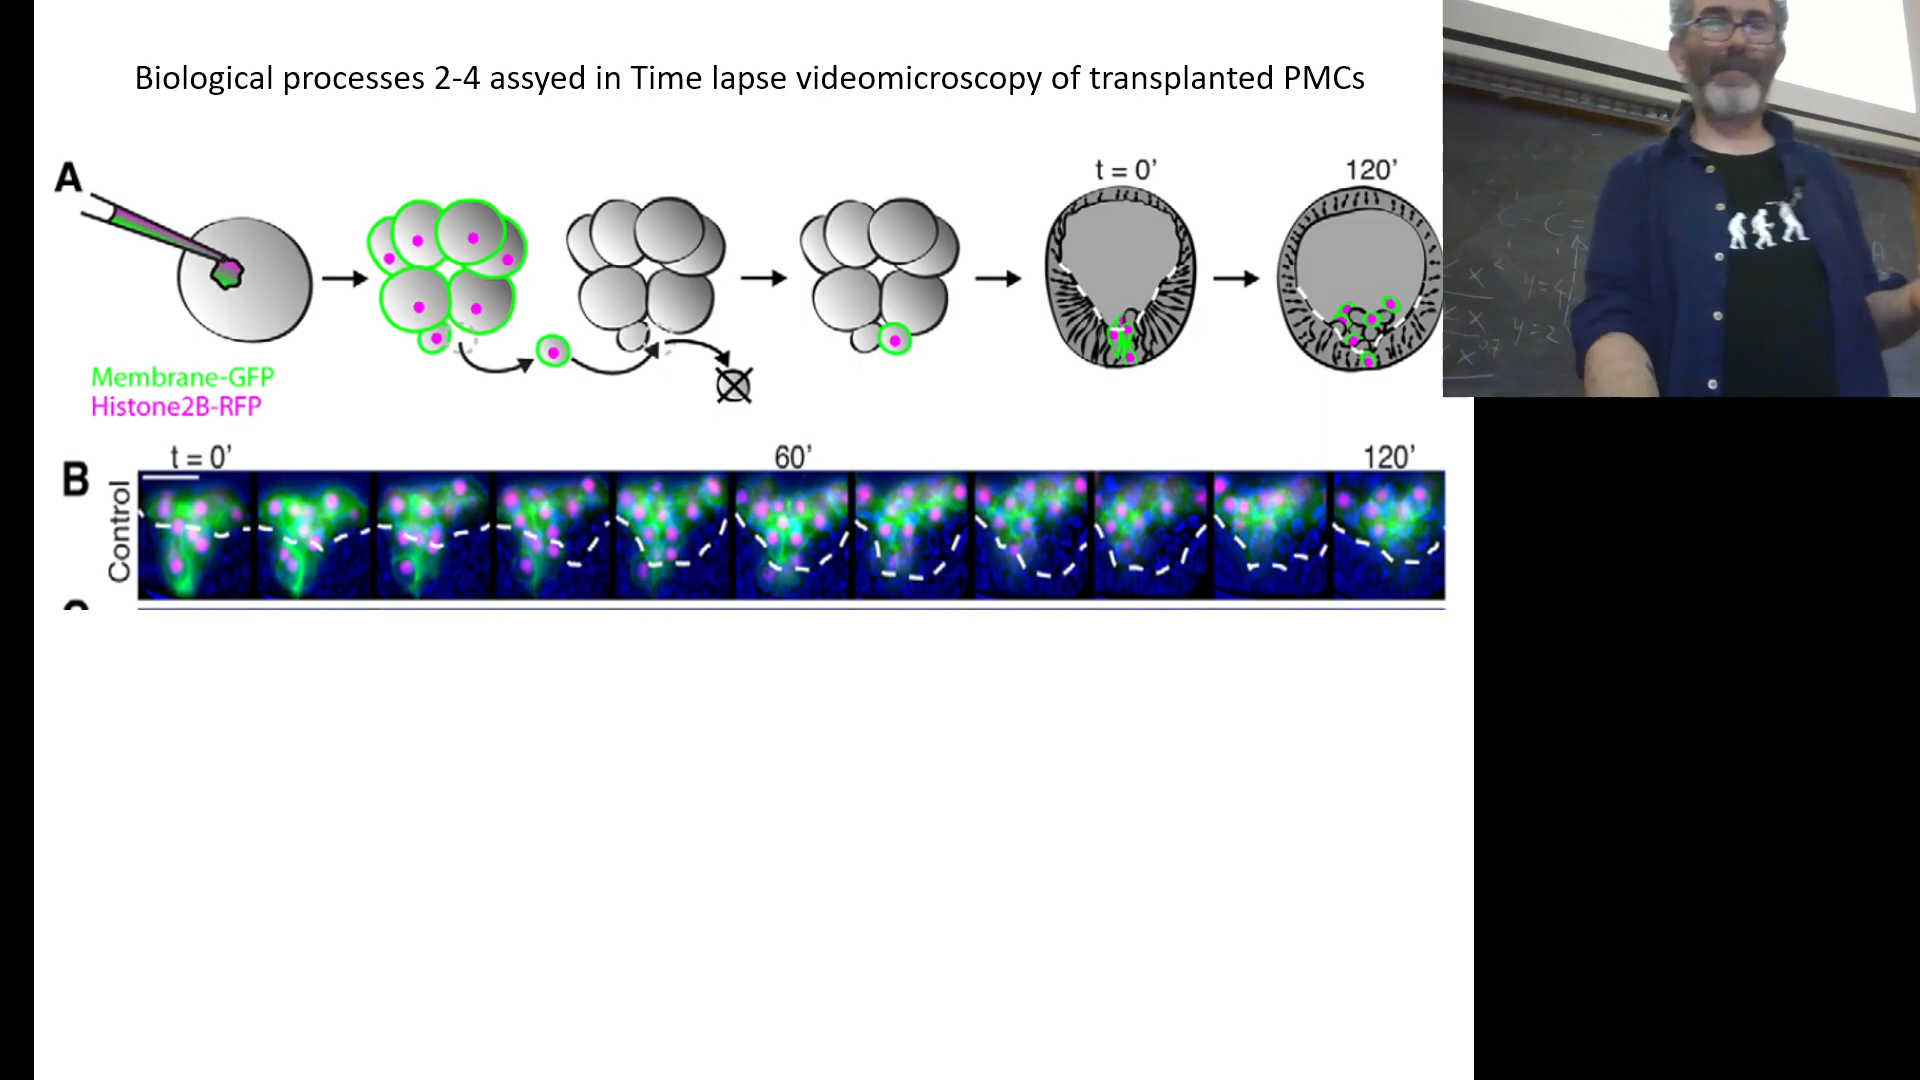 Biological processes 2-4 assyed in Time lapse videomicroscopy of transplanted PMCs
A
t = 0'
120'
Membrane-GFP
Histone2B-RFP
B
t = 0'
60'
120'
Control
y=2